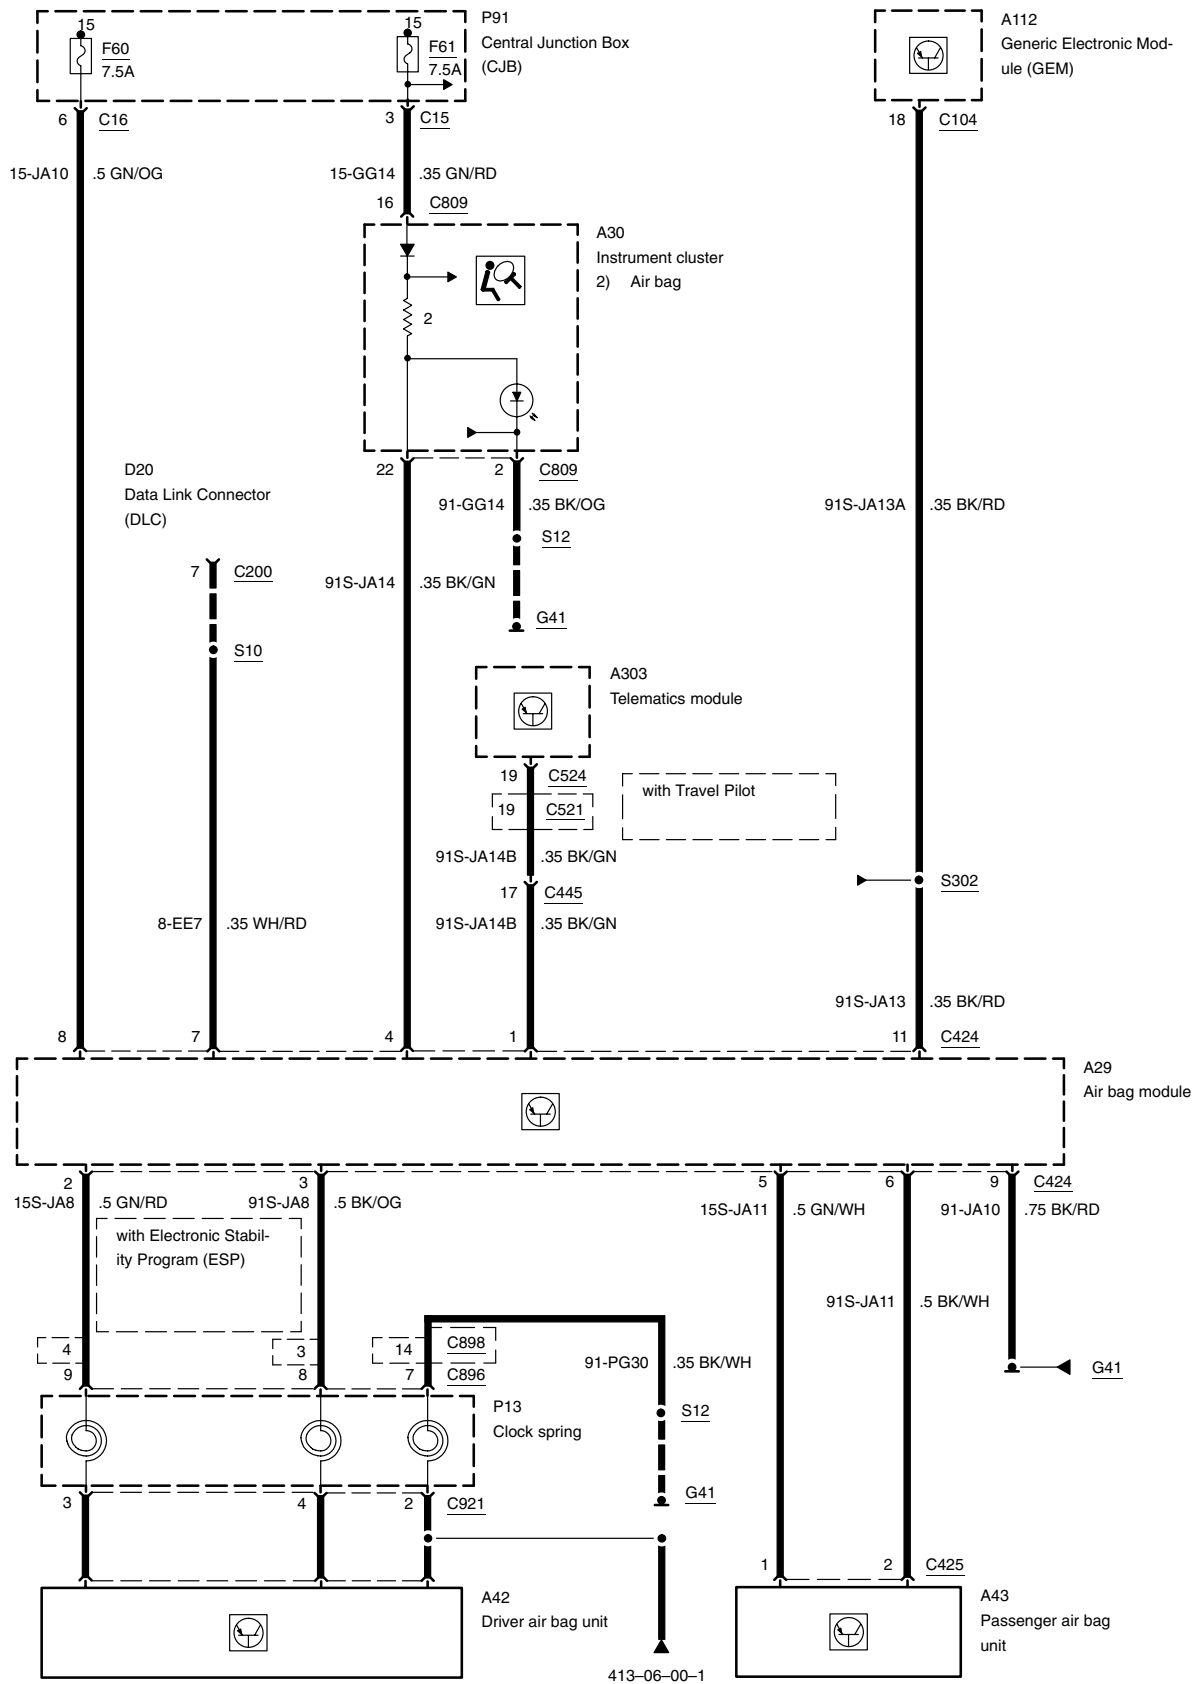 15
F60
7.5A
15
F61
7.5A
P91
Central Junction Box
(CJB)
A112
Generic Electronic Mod-
ule (GEM)
6 C16
3 C15
18 C104
15-JA10 .5 GN/OG
15-GG14 .35 GN/RD
16 C809
A30
Instrument cluster
2) Air bag
2
22 2 C809
D20
Data Link Connector
(DLC)
91-GG14 .35 BK/OG
91S-JA13A .35 BK/RD
S12
7 C200
91S-JA14 .35 BK/GN
G41
S10
A303
Telematics module
19 C524
with Travel Pilot
19 C521
91S-JA14B .35 BK/GN
17 C445
S302
8-EE7 .35 WH/RD
91S-JA14B .35 BK/GN
91S-JA13 .35 BK/RD
8 7 4 1 11 C424
A29
Air bag module
2 3 5 6 9 C424
15S-JA8 .5 GN/RD
91S-JA8 .5 BK/OG
15S-JA11 .5 GN/WH
91-JA10 .75 BK/RD
with Electronic Stabil-
ity Program (ESP)
91S-JA11 .5 BK/WH
4 3 14 C898
91-PG30 .35 BK/WH
9 8 7 C896
G41
P13
Clock spring
S12
G41
3 4 2 C921
1 2 C425
A42
Driver air bag unit
A43
Passenger air bag
unit
413–06–00–1